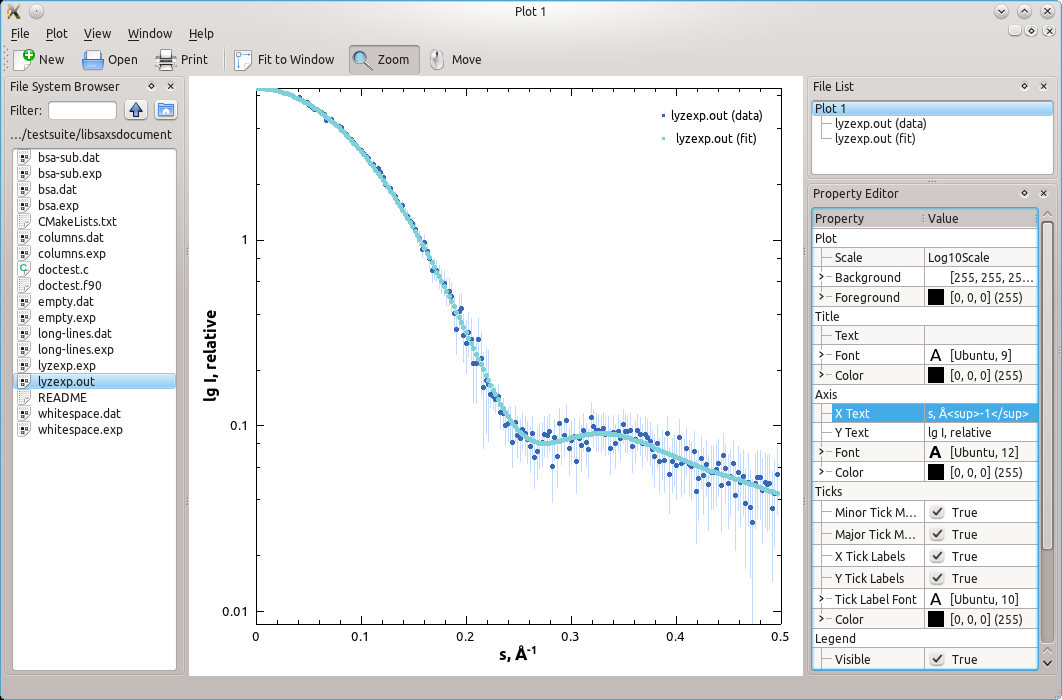 Plot 1
File Plot View Window Help
New Open Print Fit to Window Zoom Move
File System Browser
Filter:
.../testsuite/libsaxsdocument
bsa-sub.dat
bsa-sub.exp
bsa.dat
bsa.exp
CMakeLists.txt
columns.dat
columns.exp
doctest.c
doctest.f90
empty.dat
empty.exp
long-lines.dat
long-lines.exp
lyzexp.exp
lyzexp.out
README
whitespace.dat
whitespace.exp
lyzexp.out (data)
lyzexp.out (fit)
1
0.1
0.01
lg I, relative
0 0.1 0.2 0.3 0.4 0.5
s, Å-1
File List
Plot 1
lyzexp.out (data)
lyzexp.out (fit)
Property Editor
Property Value
Plot
Scale Log10Scale
Background [255, 255, 25...
Foreground [0, 0, 0] (255)
Title
Text
Font A [Ubuntu, 9]
Color [0, 0, 0] (255)
Axis
X Text s, Å<sup>-1</sup>
Y Text lg I, relative
Font A [Ubuntu, 12]
Color [0, 0, 0] (255)
Ticks
Minor Tick M... True
Major Tick M... True
X Tick Labels True
Y Tick Labels True
Tick Label Font A [Ubuntu, 10]
Color [0, 0, 0] (255)
Legend
Visible True